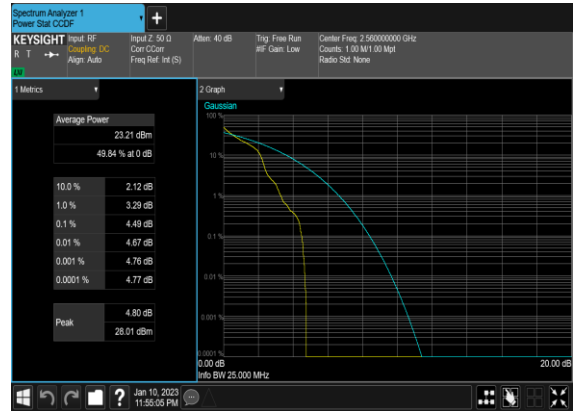 Spectrum Analyzer 1
Power Stat CCDF
+
KEYSIGHT
R T
LXI
Input: RF
Coupling: DC
Align: Auto
Input Z: 50 Ω
Corr CCorr
Freq Ref: Int (S)
Atten: 40 dB
Trig: Free Run
#IF Gain: Low
Center Freq: 2.560000000 GHz
Counts: 1.00 M/1.00 Mpt
Radio Std: None
1 Metrics
Average Power
23.21 dBm
49.84 % at 0 dB
10.0 % 2.12 dB
1.0 % 3.29 dB
0.1 % 4.49 dB
0.01 % 4.67 dB
0.001 % 4.76 dB
0.0001 % 4.77 dB
Peak
4.80 dB
28.01 dBm
2 Graph
Gaussian
100 %
10 %
1 %
0.1 %
0.01 %
0.001 %
0.0001 %
0.00 dB
20.00 dB
Info BW 25.000 MHz
?
Jan 10, 2023
11:55:05 PM